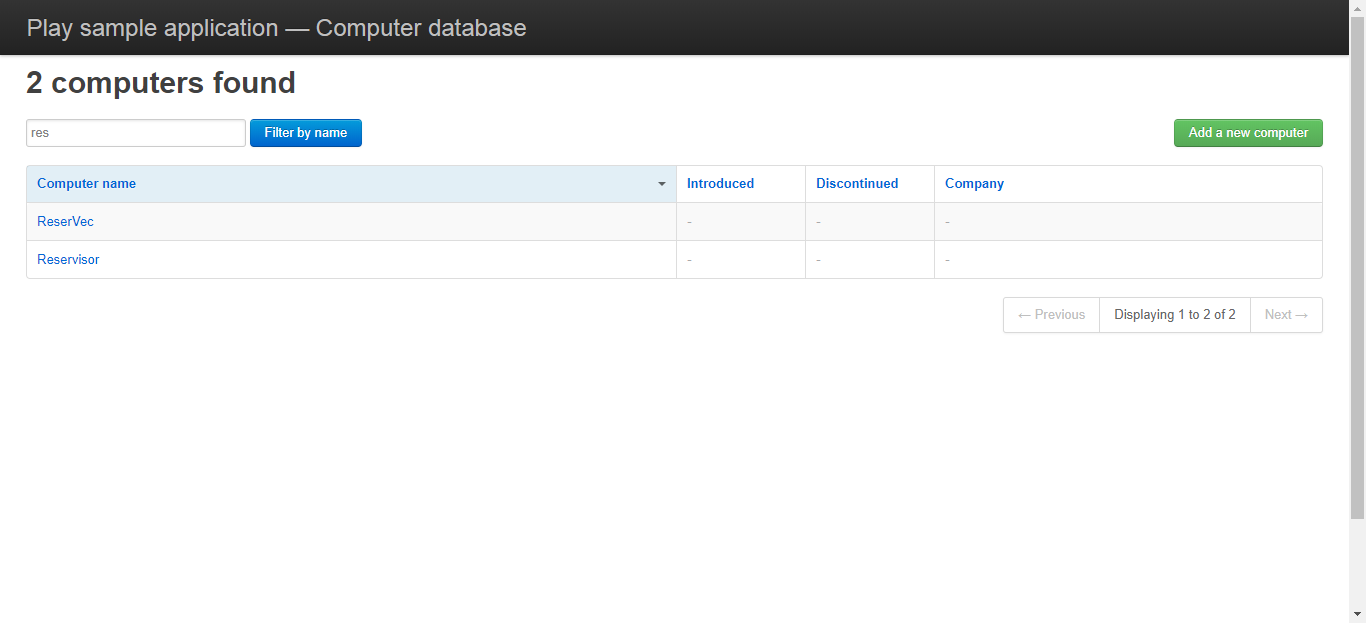 Play sample application — Computer database
2 computers found
res Filter by name Add a new computer
Computer name Introduced Discontinued Company
ReserVec - - -
Reservisor - - -
← Previous Displaying 1 to 2 of 2 Next →